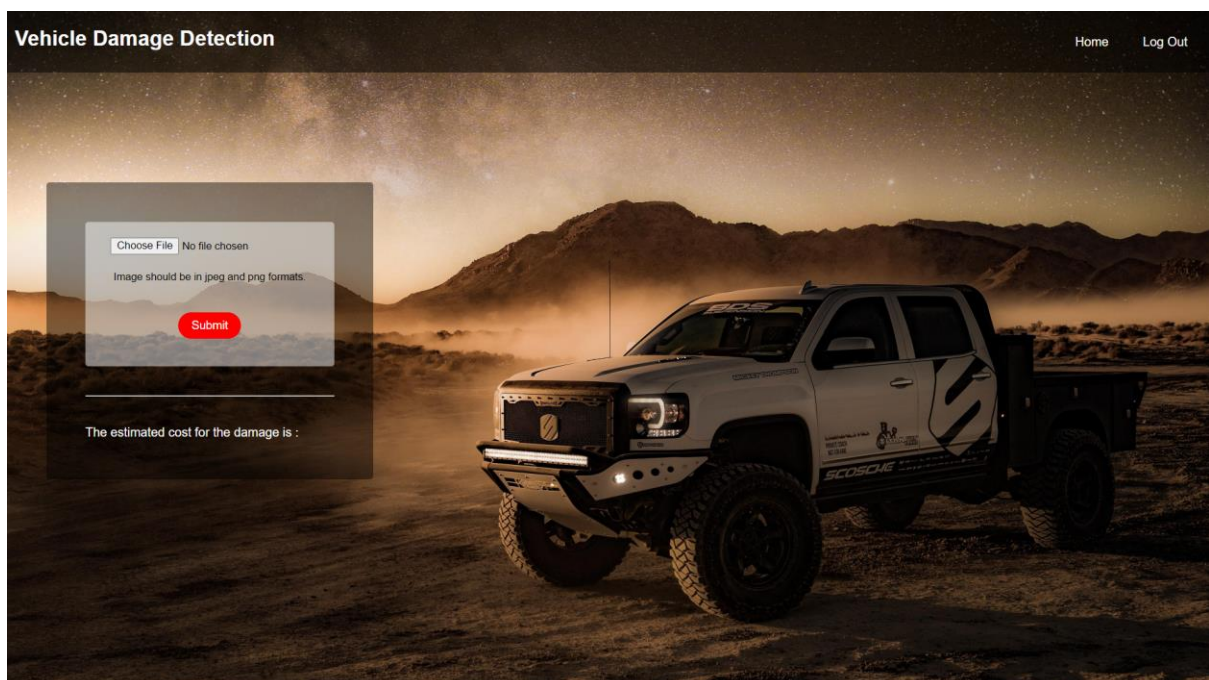 Vehicle Damage Detection
Home
Log Out
Choose File No file chosen
Image should be in jpeg and png formats.
Submit
The estimated cost for the damage is :
BDS
SCOSCHE